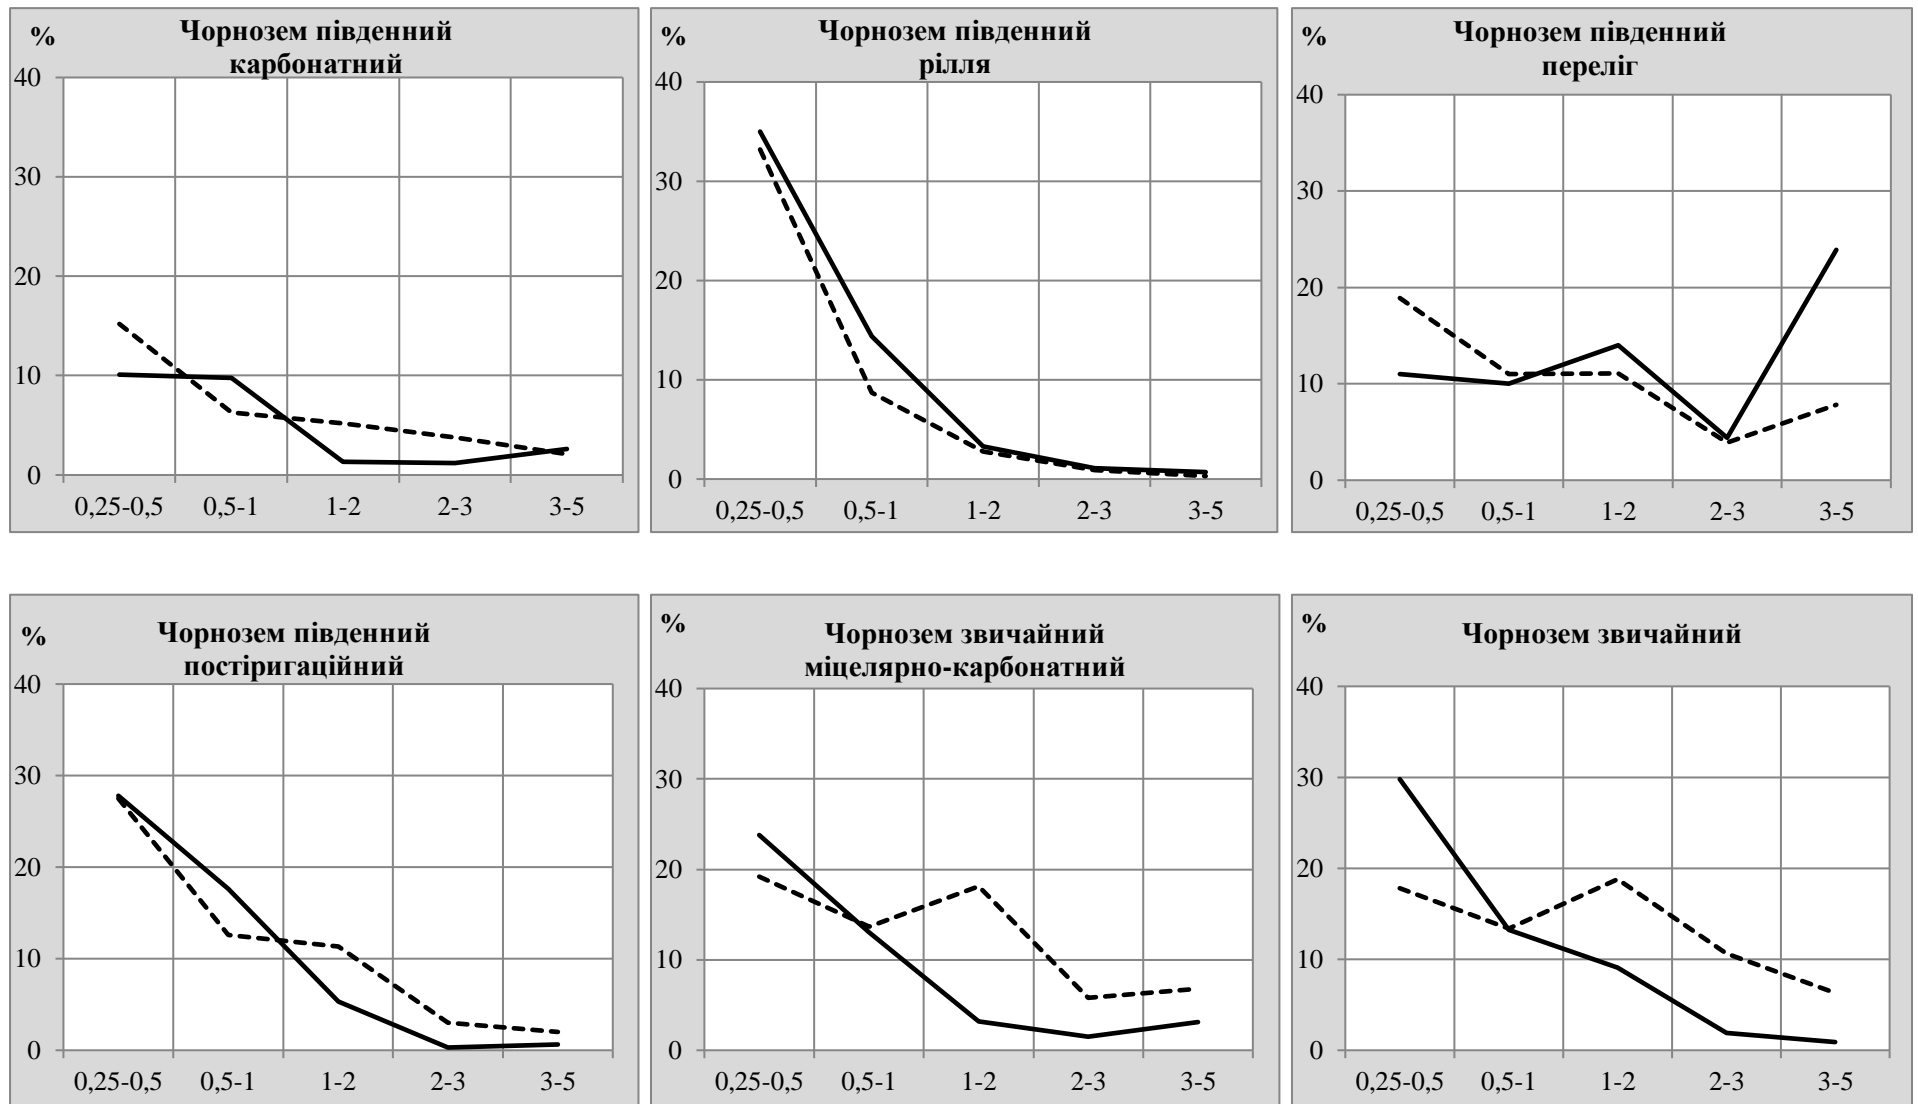 %
Чорнозем південний
карбонатний
40
30
20
10
0
0,25-0,5 0,5-1 1-2 2-3 3-5
%
Чорнозем південний
рілля
40
30
20
10
0
0,25-0,5 0,5-1 1-2 2-3 3-5
%
Чорнозем південний
переліг
40
30
20
10
0
0,25-0,5 0,5-1 1-2 2-3 3-5
%
Чорнозем південний
постіригаційний
40
30
20
10
0
0,25-0,5 0,5-1 1-2 2-3 3-5
%
Чорнозем звичайний
міцелярно-карбонатний
40
30
20
10
0
0,25-0,5 0,5-1 1-2 2-3 3-5
%
Чорнозем звичайний
40
30
20
10
0
0,25-0,5 0,5-1 1-2 2-3 3-5